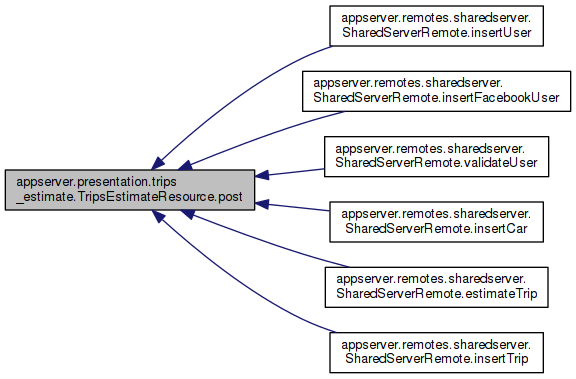 appserver.remotes.sharedserver.
SharedServerRemote.insertUser
appserver.remotes.sharedserver.
SharedServerRemote.insertFacebookUser
appserver.remotes.sharedserver.
SharedServerRemote.validateUser
appserver.presentation.trips
_estimate.TripsEstimateResource.post
appserver.remotes.sharedserver.
SharedServerRemote.insertCar
appserver.remotes.sharedserver.
SharedServerRemote.estimateTrip
appserver.remotes.sharedserver.
SharedServerRemote.insertTrip